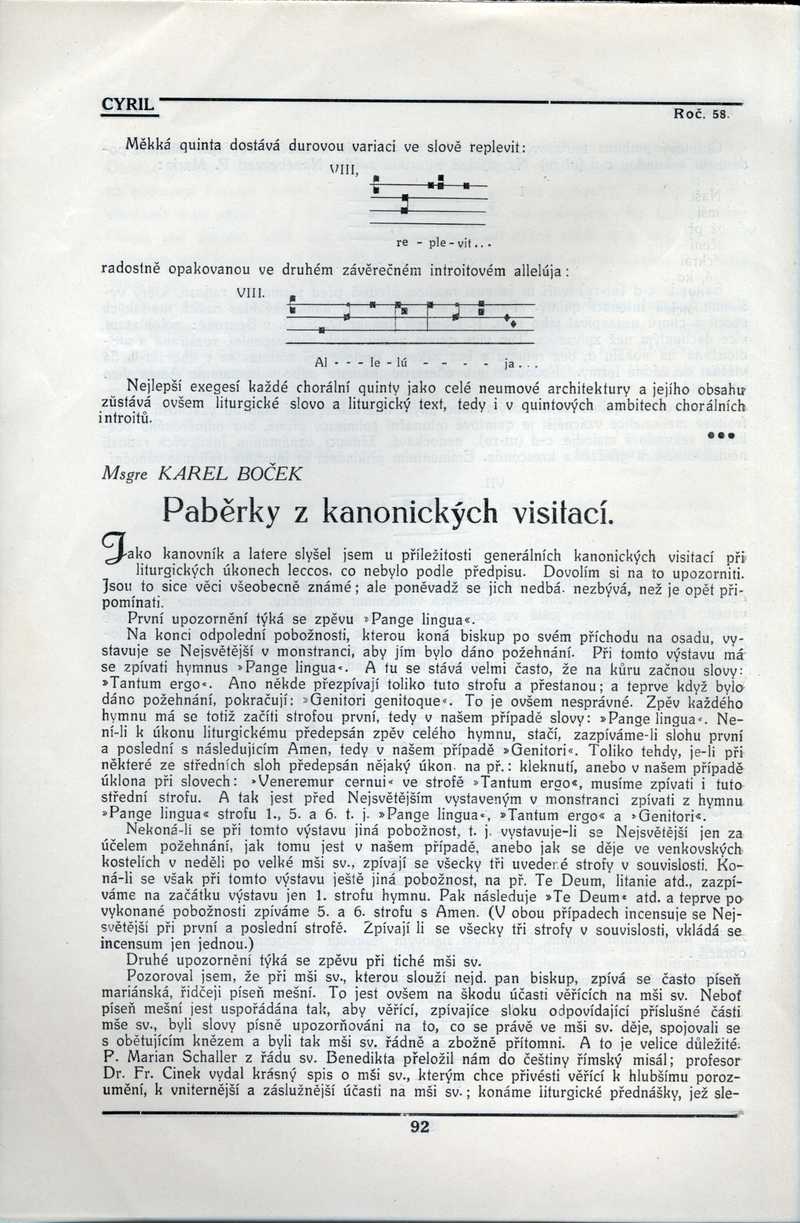 CYRIL
Roč. 58.
Měkká quinta dostává durovou variaci ve slově replevit:
VIII,
re - ple - vit...
radostně opakovanou ve druhém závěrečném introitovém allelúja:
VIII.
Al - - - le - lú - - - - ja...
Nejlepší exegesí každé chorální quinty jako celé neumové architektury a jejího obsahu
zůstává ovšem liturgické slovo a liturgický text, tedy i v quintových ambitech chorálních
introitů.
•••
Msgre KAREL BOČEK
Paběrky z kanonických visitací.
Jako kanovník a latere slyšel jsem u příležitosti generálních kanonických visitací při
liturgických úkonech leccos, co nebylo podle předpisu. Dovolím si na to upozorniti.
Jsou to sice věci všeobecně známé; ale poněvadž se jich nedbá, nezbývá, než je opět při-
pomínati.
První upozornění týká se zpěvu »Pange lingua«.
Na konci odpolední pobožnosti, kterou koná biskup po svém příchodu na osadu, vy-
stavuje se Nejsvětější v monstranci, aby jím bylo dáno požehnání. Při tomto výstavu má
se zpívati hymnus »Pange lingua«. A tu se stává velmi často, že na kůru začnou slovy:
»Tantum ergo«. Ano někde přezpívají toliko tuto strofu a přestanou; a teprve když bylo
dáno požehnání, pokračují: »Genitori genitoque«. To je ovšem nesprávné. Zpěv každého
hymnu má se totiž začíti strofou první, tedy v našem případě slovy: »Pange lingua«. Ne-
ní-li k úkonu liturgickému předepsán zpěv celého hymnu, stačí, zazpíváme-li slohu první
a poslední s následujícím Amen, tedy v našem případě »Genitori«. Toliko tehdy, je-li při
některé ze středních sloh předepsán nějaký úkon. na př.: kleknutí, anebo v našem případě
úklona při slovech: »Veneremur cernui« ve strofě »Tantum ergo«, musíme zpívati i tuto
střední strofu. A tak jest před Nejsvětějším vystaveným v monstranci zpívati z hymnu
»Pange lingua« strofu 1., 5. a 6. t. j. »Pange lingua«, »Tantum ergo« a »Genitori«.
Nekoná-li se při tomto výstavu jiná pobožnost, t. j. vystavuje-li se Nejsvětější jen za
účelem požehnání, jak tomu jest v našem případě, anebo jak se děje ve venkovských
kostelích v neděli po velké mši sv., zpívají se všecky tři uvedené strofy v souvislosti. Ko-
ná-li se však při tomto výstavu ještě jiná pobožnost, na př. Te Deum, litanie atd., zazpí-
váme na začátku výstavu jen 1. strofu hymnu. Pak následuje »Te Deum« atd. a teprve po
vykonané pobožnosti zpíváme 5. a 6. strofu s Amen. (V obou případech incensuje se Nej-
světější při první a poslední strofě. Zpívají li se všecky tři strofy v souvislosti, vkládá se
incensum jen jednou.)
Druhé upozornění týká se zpěvu při tiché mši sv.
Pozoroval jsem, že při mši sv., kterou slouží nejd. pan biskup, zpívá se často píseň
mariánská, řidčeji píseň mešní. To jest ovšem na škodu účasti věřících na mši sv. Neboť
píseň mešní jest uspořádána tak, aby věřící, zpívajíce sloku odpovídající příslušné části
mše sv., byli slovy písně upozorňováni na to, co se právě ve mši sv. děje, spojovali se
s obětujícím knězem a byli tak mši sv. řádně a zbožně přítomni. A to je velice důležité.
P. Marian Schaller z řádu sv. Benedikta přeložil nám do češtiny římský misál; profesor
Dr. Fr. Cinek vydal krásný spis o mši sv., kterým chce přivésti věřící k hlubšímu poroz-
umění, k vniternější a záslužnější účasti na mši sv.; konáme liturgické přednášky, jež sle-
92